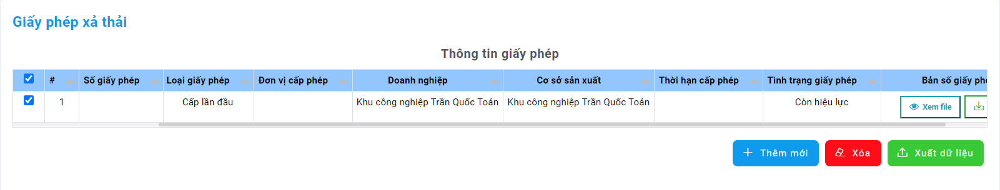 Giấy phép xả thải
Thông tin giấy phép
# Số giấy phép Loại giấy phép Đơn vị cấp phép Doanh nghiệp Cơ sở sản xuất Thời hạn cấp phép Tình trạng giấy phép Bản số giấy phé
1 Cấp lần đầu Khu công nghiệp Trần Quốc Toản Khu công nghiệp Trần Quốc Toản Còn hiệu lực Xem file
Thêm mới Xóa Xuất dữ liệu